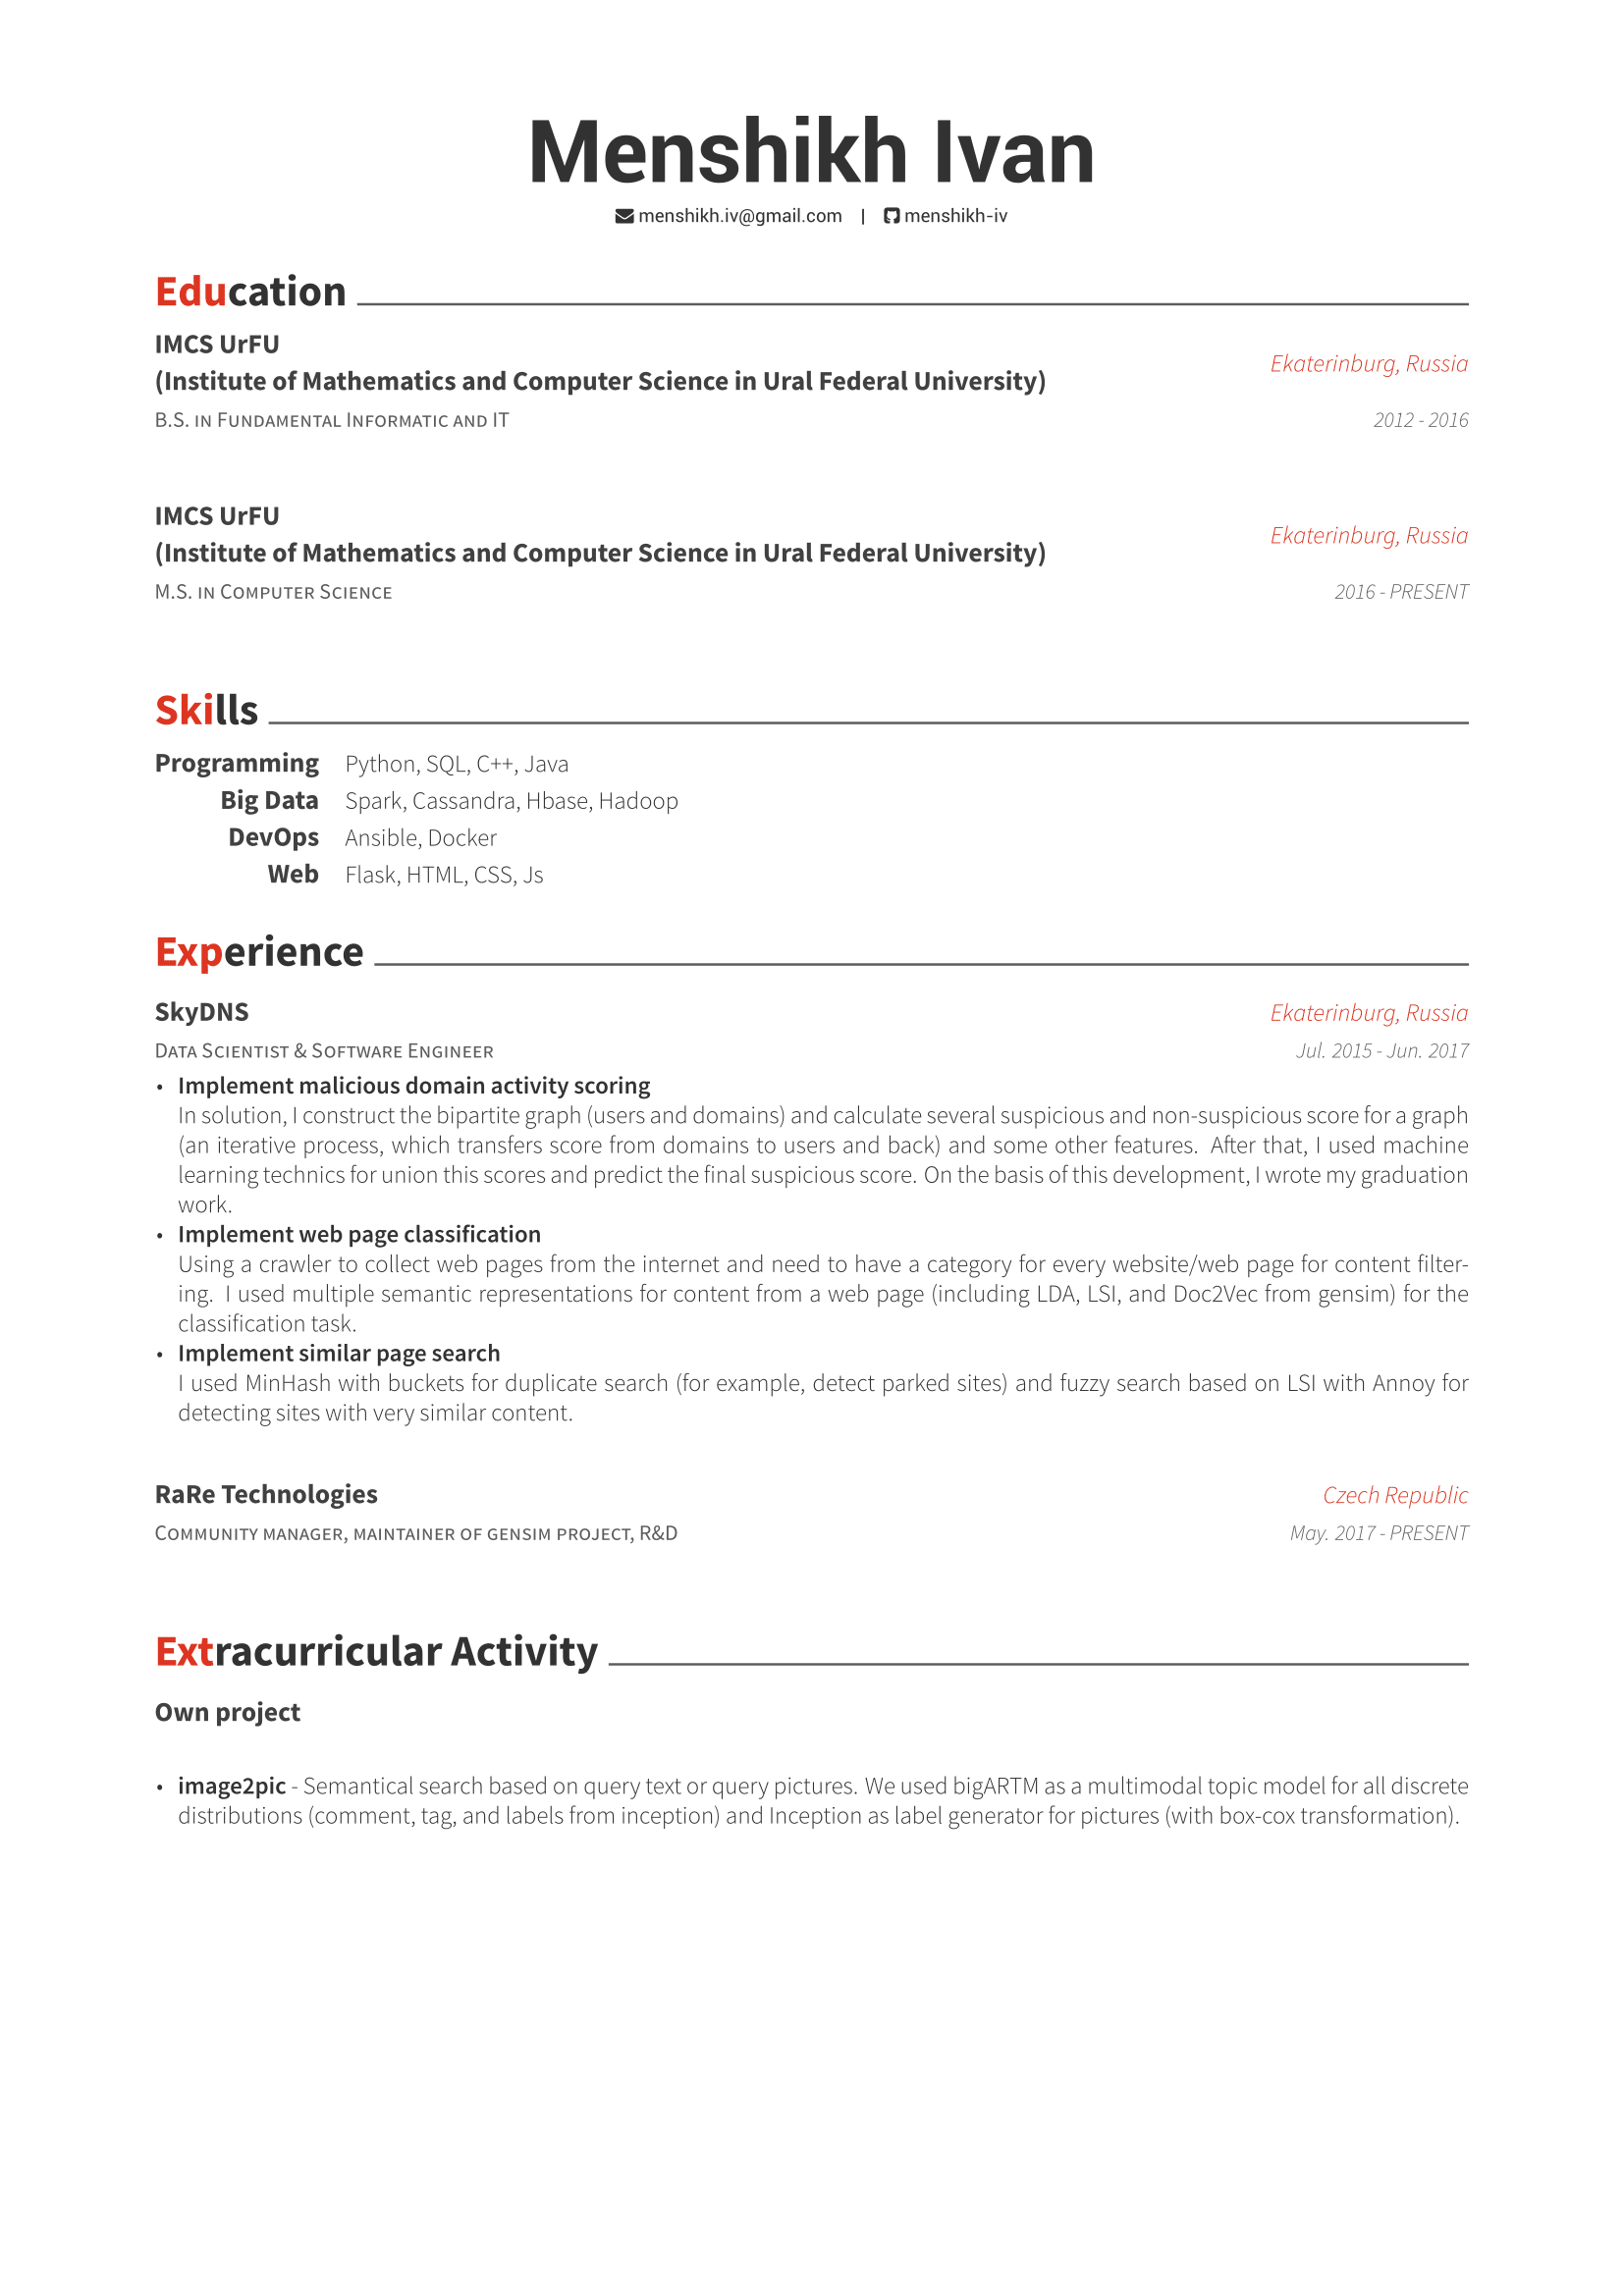 Menshikh Ivan
menshikh.iv@gmail.com | menshikh-iv
Education
IMCS UrFU
(Institute of Mathematics and Computer Science in Ural Federal University)
Ekaterinburg, Russia
B.S. in Fundamental Informatic and IT
2012 - 2016
IMCS UrFU
(Institute of Mathematics and Computer Science in Ural Federal University)
Ekaterinburg, Russia
M.S. in Computer Science
2016 - PRESENT
Skills
Programming Python, SQL, C++, Java
Big Data Spark, Cassandra, Hbase, Hadoop
DevOps Ansible, Docker
Web Flask, HTML, CSS, Js
Experience
SkyDNS
Ekaterinburg, Russia
Data Scientist & Software Engineer
Jul. 2015 - Jun. 2017
• Implement malicious domain activity scoring
In solution, I construct the bipartite graph (users and domains) and calculate several suspicious and non-suspicious score for a graph
(an iterative process, which transfers score from domains to users and back) and some other features. After that, I used machine
learning technics for union this scores and predict the final suspicious score. On the basis of this development, I wrote my graduation
work.
• Implement web page classification
Using a crawler to collect web pages from the internet and need to have a category for every website/web page for content filter-
ing. I used multiple semantic representations for content from a web page (including LDA, LSI, and Doc2Vec from gensim) for the
classification task.
• Implement similar page search
I used MinHash with buckets for duplicate search (for example, detect parked sites) and fuzzy search based on LSI with Annoy for
detecting sites with very similar content.
RaRe Technologies
Czech Republic
Community manager, maintainer of gensim project, R&D
May. 2017 - PRESENT
Extracurricular Activity
Own project
• image2pic - Semantical search based on query text or query pictures. We used bigARTM as a multimodal topic model for all discrete
distributions (comment, tag, and labels from inception) and Inception as label generator for pictures (with box-cox transformation).